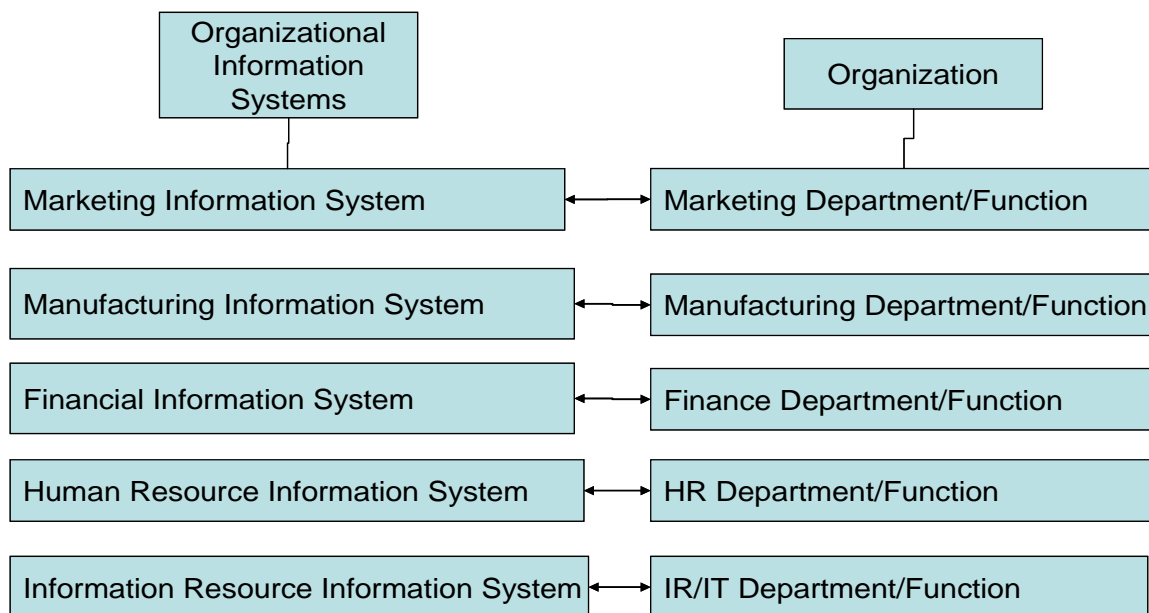 Organizational
Information
Systems
Organization
Marketing Information System
Marketing Department/Function
Manufacturing Information System
Manufacturing Department/Function
Financial Information System
Finance Department/Function
Human Resource Information System
HR Department/Function
Information Resource Information System
IR/IT Department/Function